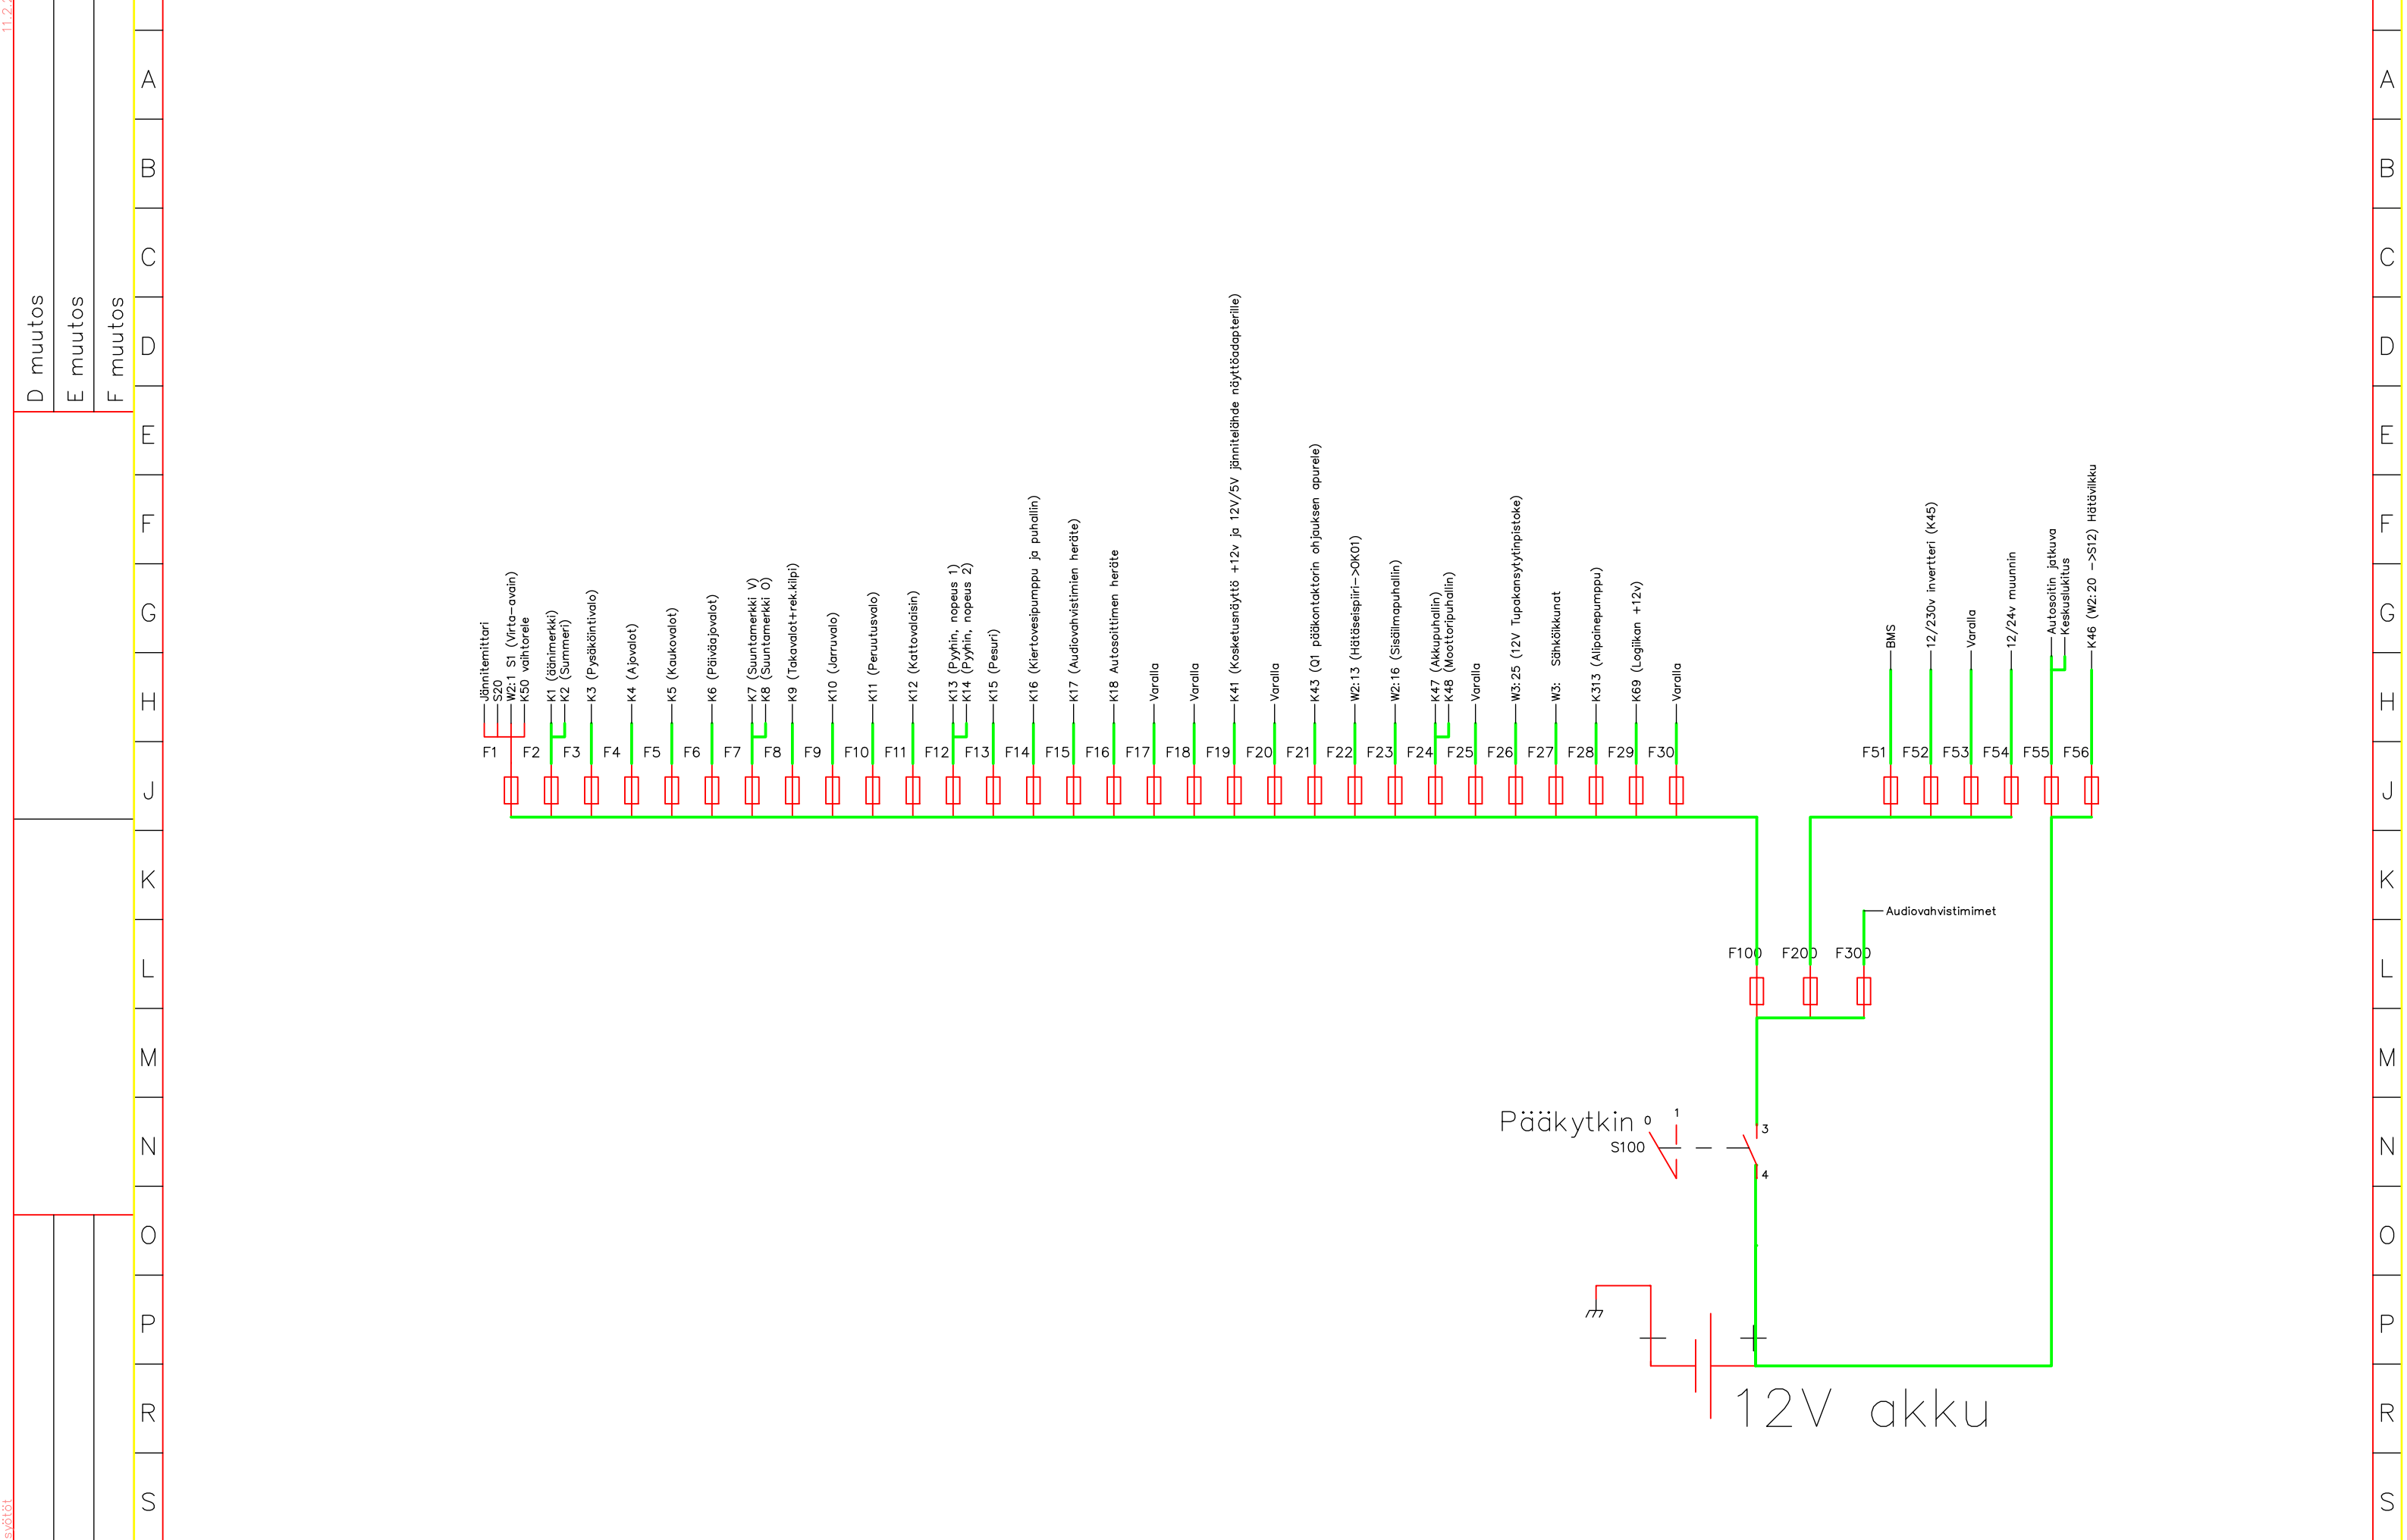 11.2.2
D muutos
E muutos
F muutos
A
B
C
D
E
F
G
H
J
K
L
M
N
O
P
R
S
syötöt
Jännitemittari
S20
W2:1 S1 (Virta-avain)
K50 vaihtorele
K1 (äänimerkki)
K2 (Summeri)
K3 (Pysäköintivalo)
K4 (Ajovalot)
K5 (Kaukovalot)
K6 (Päiväajovalot)
K7 (Suuntamerkki V)
K8 (Suuntamerkki O)
K9 (Takavalot+rek.kilpi)
K10 (Jarruvalo)
K11 (Peruutusvalo)
K12 (Kattovalaisin)
K13 (Pyyhin, nopeus 1)
K14 (Pyyhin, nopeus 2)
K15 (Pesuri)
K16 (Kiertovesipumppu ja puhallin)
K17 (Audiovahvistimien heräte)
K18 Autosoittimen heräte
Varalla
Varalla
K41 (Kosketusnäyttö +12v ja 12V/5V jännitelähde näyttöadapterille)
Varalla
K43 (Q1 pääkontaktorin ohjauksen apurele)
W2:13 (Hätäseispiiri->0K01)
W2:16 (Sisäilmapuhallin)
K47 (Akkupuhallin)
K48 (Moottoripuhallin)
Varalla
W3:25 (12V Tupakansytytinpistoke)
W3: Sähköikkunat
K313 (Alipainepumppu)
K69 (Logiikan +12v)
Varalla
BMS
12/230v invertteri (K45)
Varalla
12/24v muunnin
Autosoitin jatkuva
Keskuslukitus
K46 (W2:20 ->S12) Hätävilkku
F1
F2
F3
F4
F5
F6
F7
F8
F9
F10
F11
F12
F13
F14
F15
F16
F17
F18
F19
F20
F21
F22
F23
F24
F25
F26
F27
F28
F29
F30
F51
F52
F53
F54
F55
F56
Audiovahvistimimet
F100
F200
F300
Pääkytkin
0
1
S100
3
4
12V akku
A
B
C
D
E
F
G
H
J
K
L
M
N
O
P
R
S